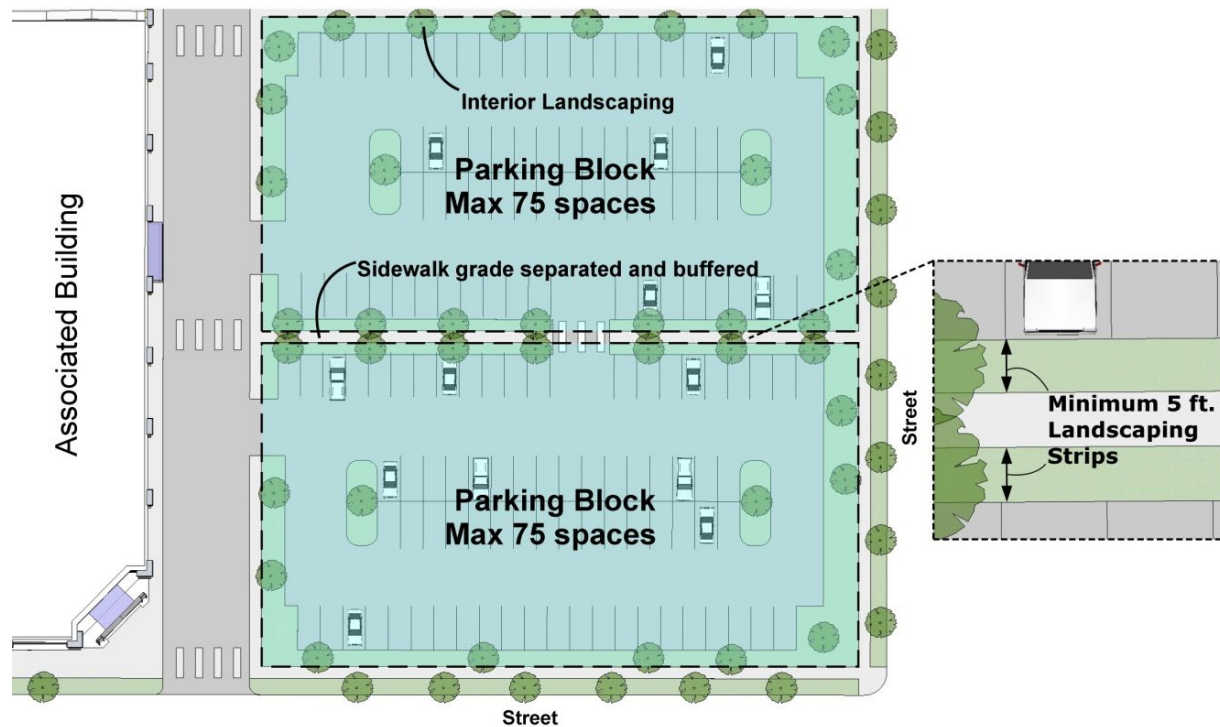 Interior Landscaping
Parking Block
Max 75 spaces
Associated Building
Sidewalk grade separated and buffered
Street
Minimum 5 ft.
Landscaping
Strips
Parking Block
Max 75 spaces
Street